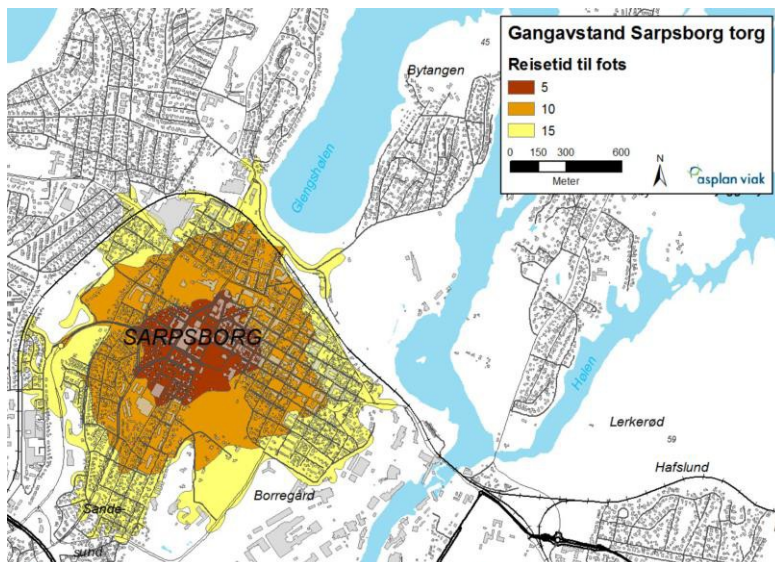 Gangavstand Sarpsborg torg
Reisetid til fots
5
10
15
0 150 300 600
Meter
N
asplan viak
45
Bytangen
Glengshølen
SARPSBORG
Hølen
Lerkerød
59
Hafslund
Borregård
Sande-
sund